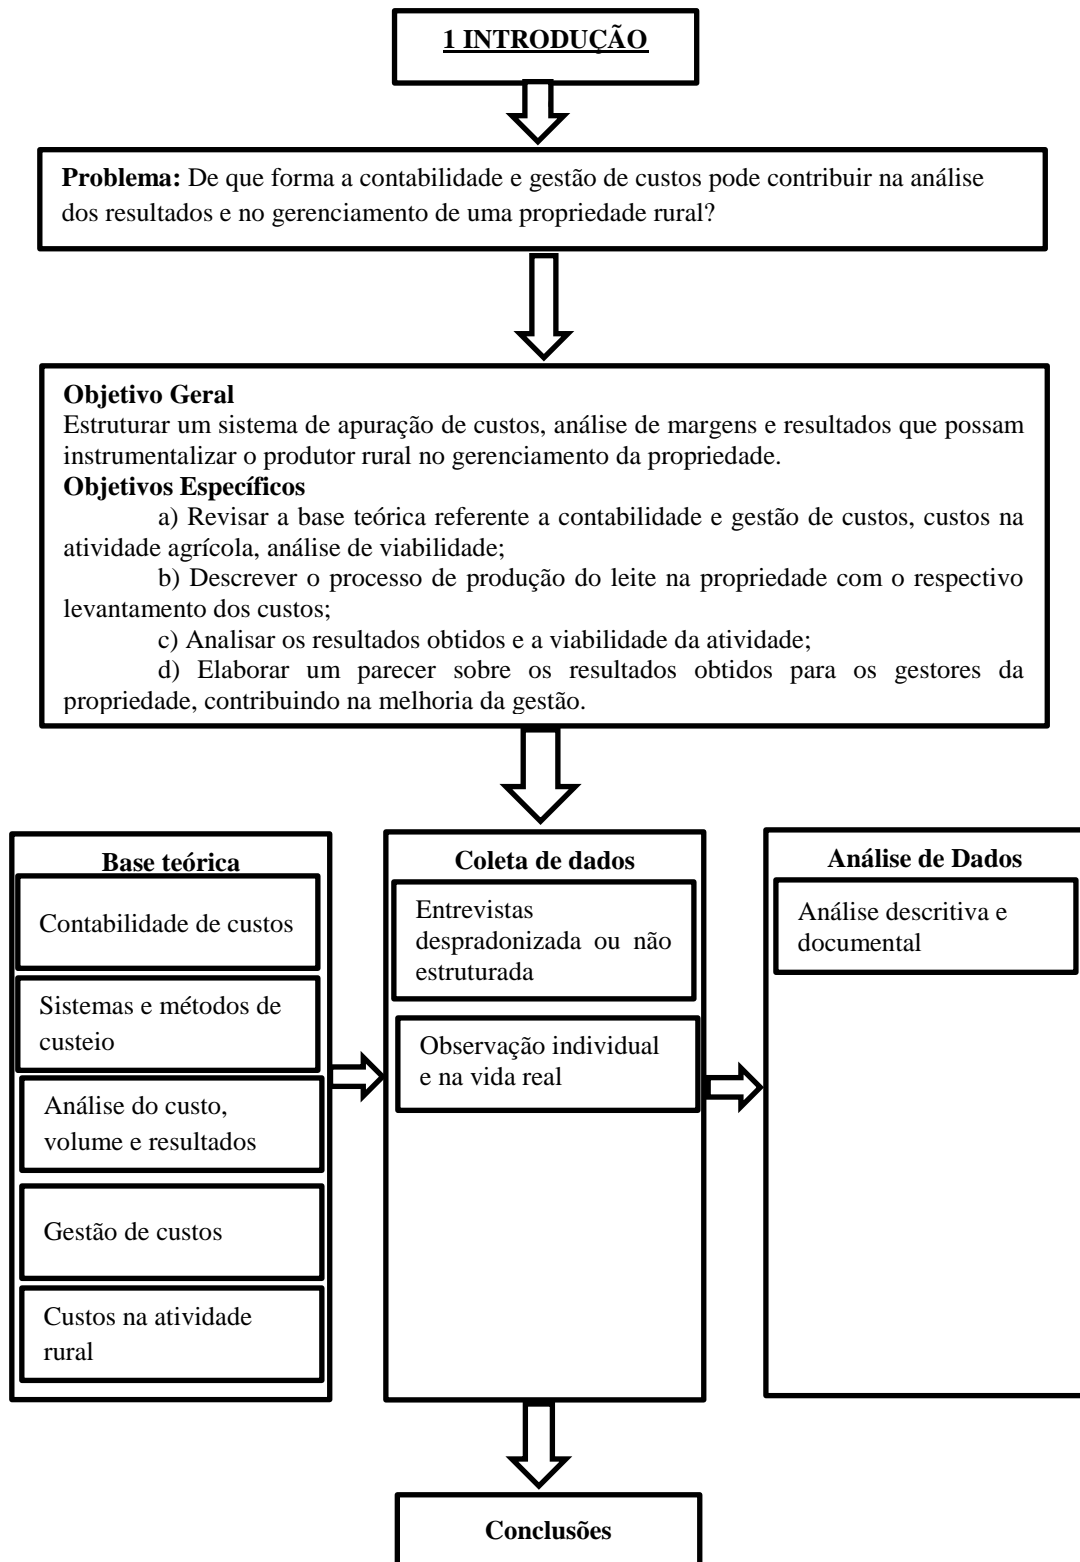 1 INTRODUÇÃO
Problema: De que forma a contabilidade e gestão de custos pode contribuir na análise
dos resultados e no gerenciamento de uma propriedade rural?
Objetivo Geral
Estruturar um sistema de apuração de custos, análise de margens e resultados que possam
instrumentalizar o produtor rural no gerenciamento da propriedade.
Objetivos Específicos
a) Revisar a base teórica referente a contabilidade e gestão de custos, custos na
atividade agrícola, análise de viabilidade;
b) Descrever o processo de produção do leite na propriedade com o respectivo
levantamento dos custos;
c) Analisar os resultados obtidos e a viabilidade da atividade;
d) Elaborar um parecer sobre os resultados obtidos para os gestores da
propriedade, contribuindo na melhoria da gestão.
Base teórica
Contabilidade de custos
Sistemas e métodos de
custeio
Análise do custo,
volume e resultados
Gestão de custos
Custos na atividade
rural
Coleta de dados
Entrevistas
despradonizada ou não
estruturada
Observação individual
e na vida real
Análise de Dados
Análise descritiva e
documental
Conclusões